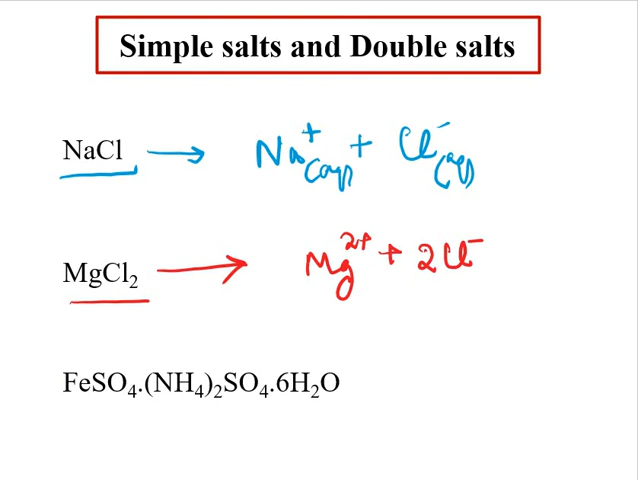 Simple salts and Double salts
NaCl → Na⁺(aq) + Cl⁻(aq)
MgCl₂ → Mg²⁺ + 2Cl⁻
FeSO₄.(NH₄)₂SO₄.6H₂O